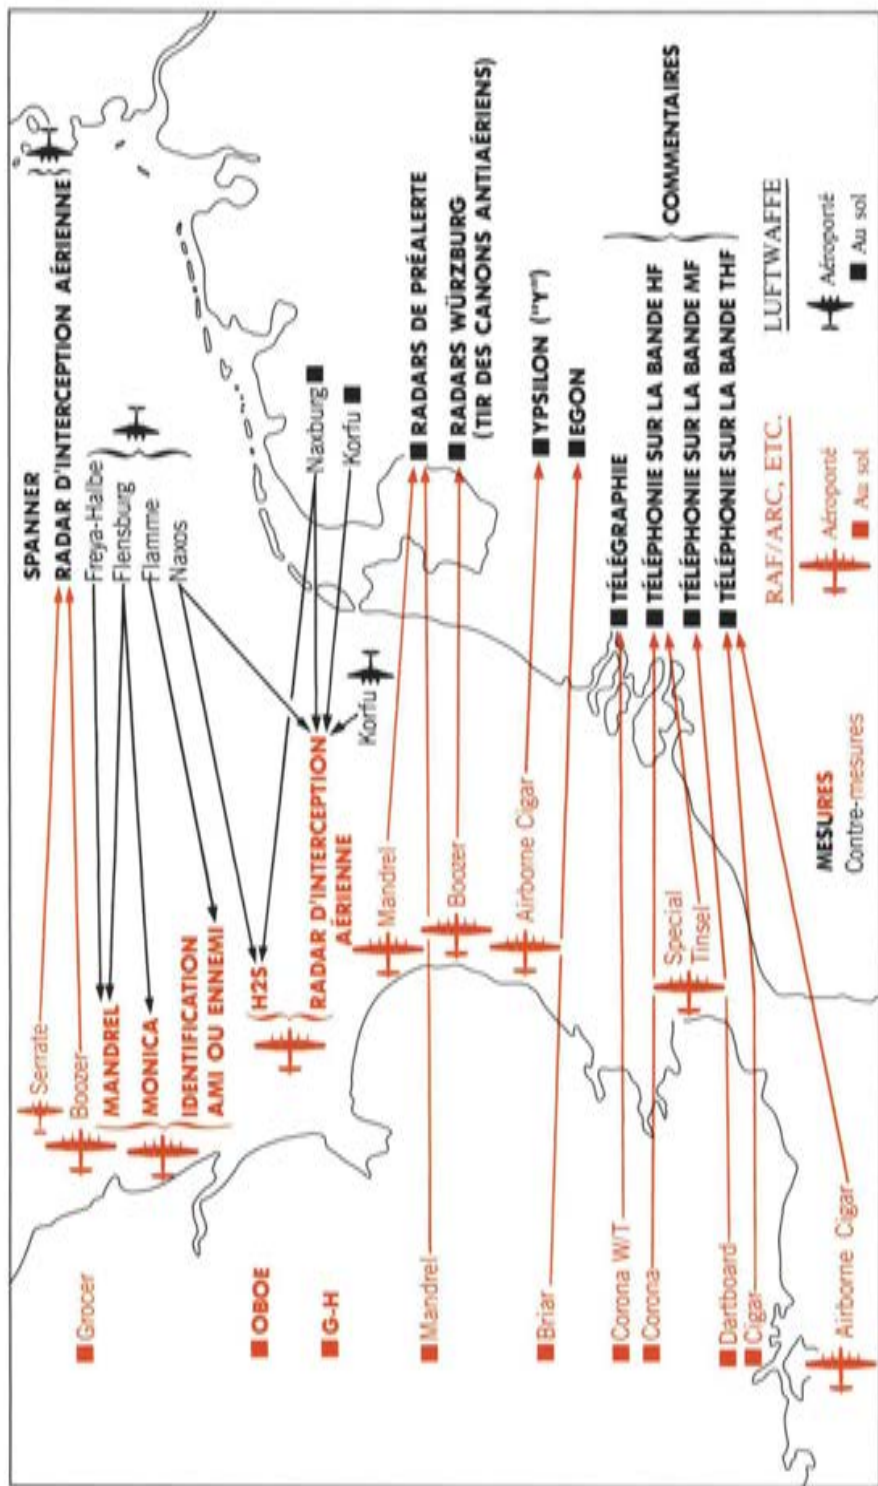 SPANNER
RADAR D'INTERCEPTION AÉRIENNE
Freya-Halbe
Flensburg
Flamme
Naxos
Serrate
Boozer
MANDREL
MONICA
IDENTIFICATION
AMI OU ENNEMI
Grocer
OBOE
G-H
H2S
RADAR D'INTERCEPTION
AÉRIENNE
Naxburg
Korfu
Korfu
Mandrel
Mandrel
RADARS DE PRÉALERTE
Boozer
RADARS WÜRZBURG
(TIR DES CANONS ANTIAÉRIENS)
Airborne Cigar
YPSILON ("Y")
Briar
EGON
Corona W/T
TÉLÉGRAPHIE
Corona
TÉLÉPHONIE SUR LA BANDE HF
Special
Tinsel
TÉLÉPHONIE SUR LA BANDE MF
Dartboard
Cigar
TÉLÉPHONIE SUR LA BANDE THF
COMMENTAIRES
Airborne Cigar
MESURES
Contre-mesures
RAF/ARC, ETC.
Aéroporté
Au sol
LUFTWAFFE
Aéroporté
Au sol